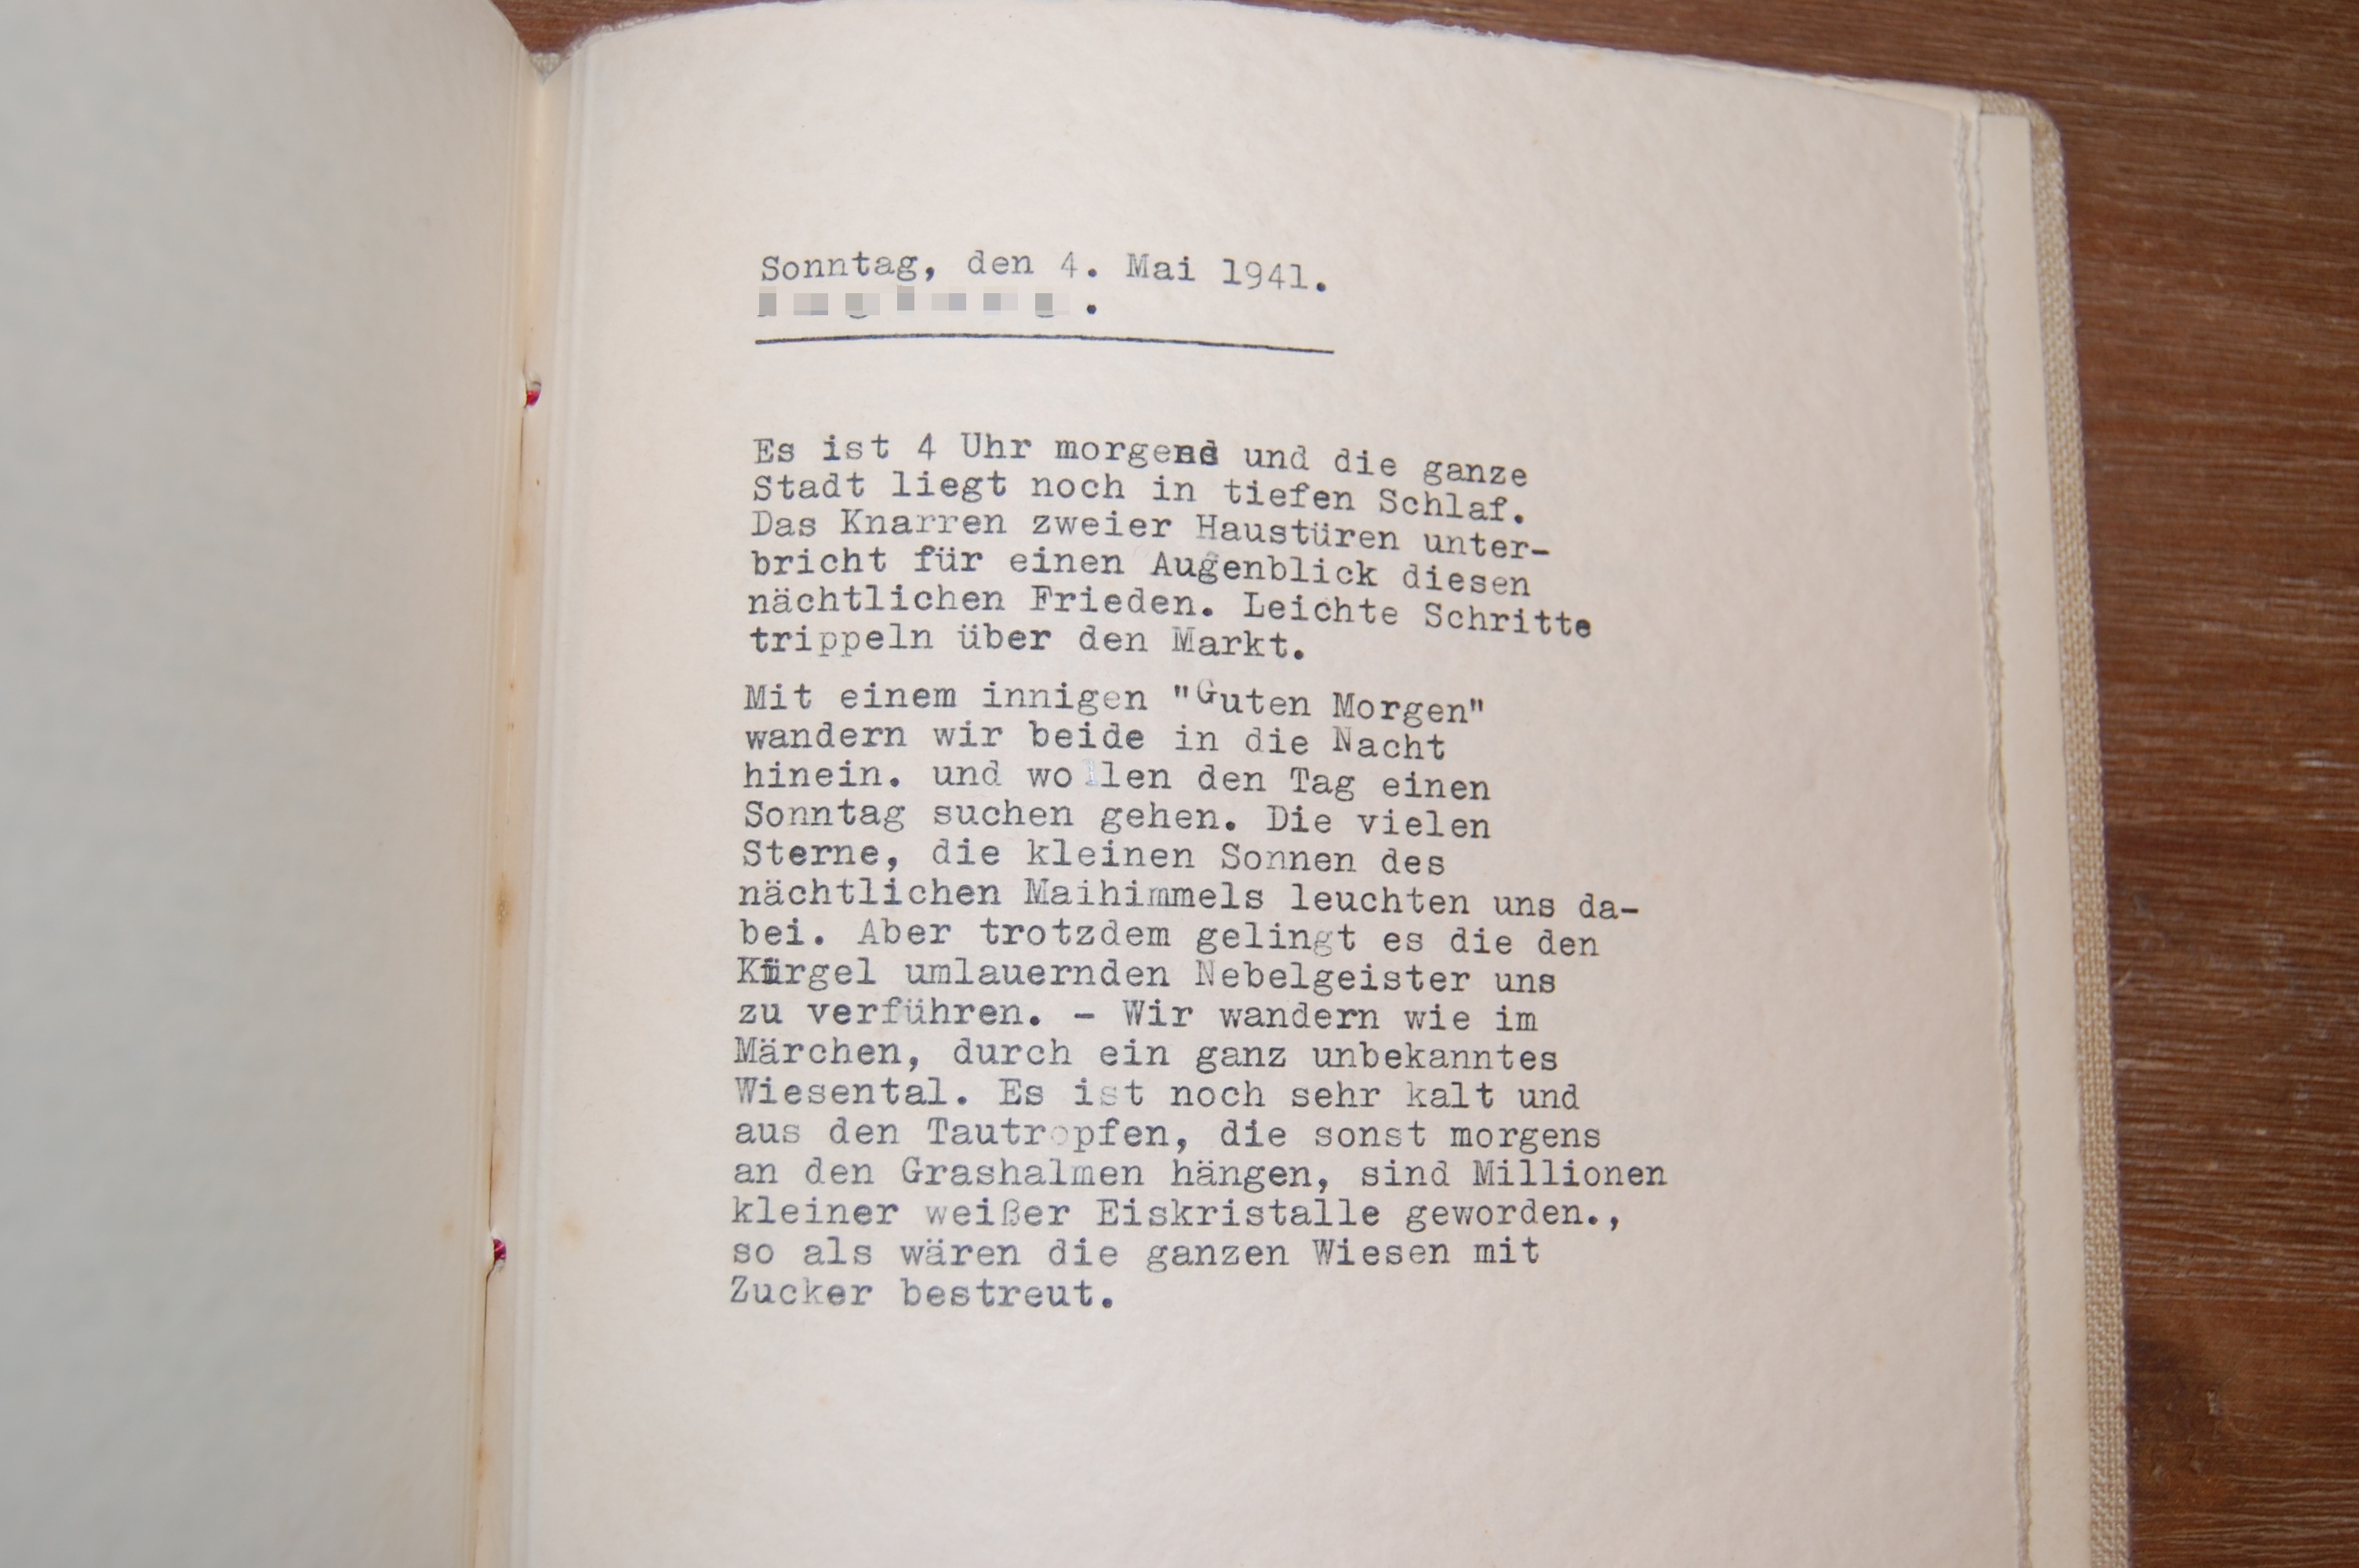 Sonntag, den 4. Mai 1941.
Es ist 4 Uhr morgens und die ganze
Stadt liegt noch in tiefen Schlaf.
Das Knarren zweier Haustüren unter-
bricht für einen Augenblick diesen
nächtlichen Frieden. Leichte Schritte
trippeln über den Markt.
Mit einem innigen "Guten Morgen"
wandern wir beide in die Nacht
hinein. und wollen den Tag einen
Sonntag suchen gehen. Die vielen
Sterne, die kleinen Sonnen des
nächtlichen Maihimmels leuchten uns da-
bei. Aber trotzdem gelingt es die den
umlauernden Nebelgeister uns
zu verführen. - Wir wandern wie im
Märchen, durch ein ganz unbekanntes
Wiesental. Es ist noch sehr kalt und
aus den Tautropfen, die sonst morgens
an den Grashalmen hängen, sind Millionen
kleiner weißer Eiskristalle geworden.,
so als wären die ganzen Wiesen mit
Zucker bestreut.